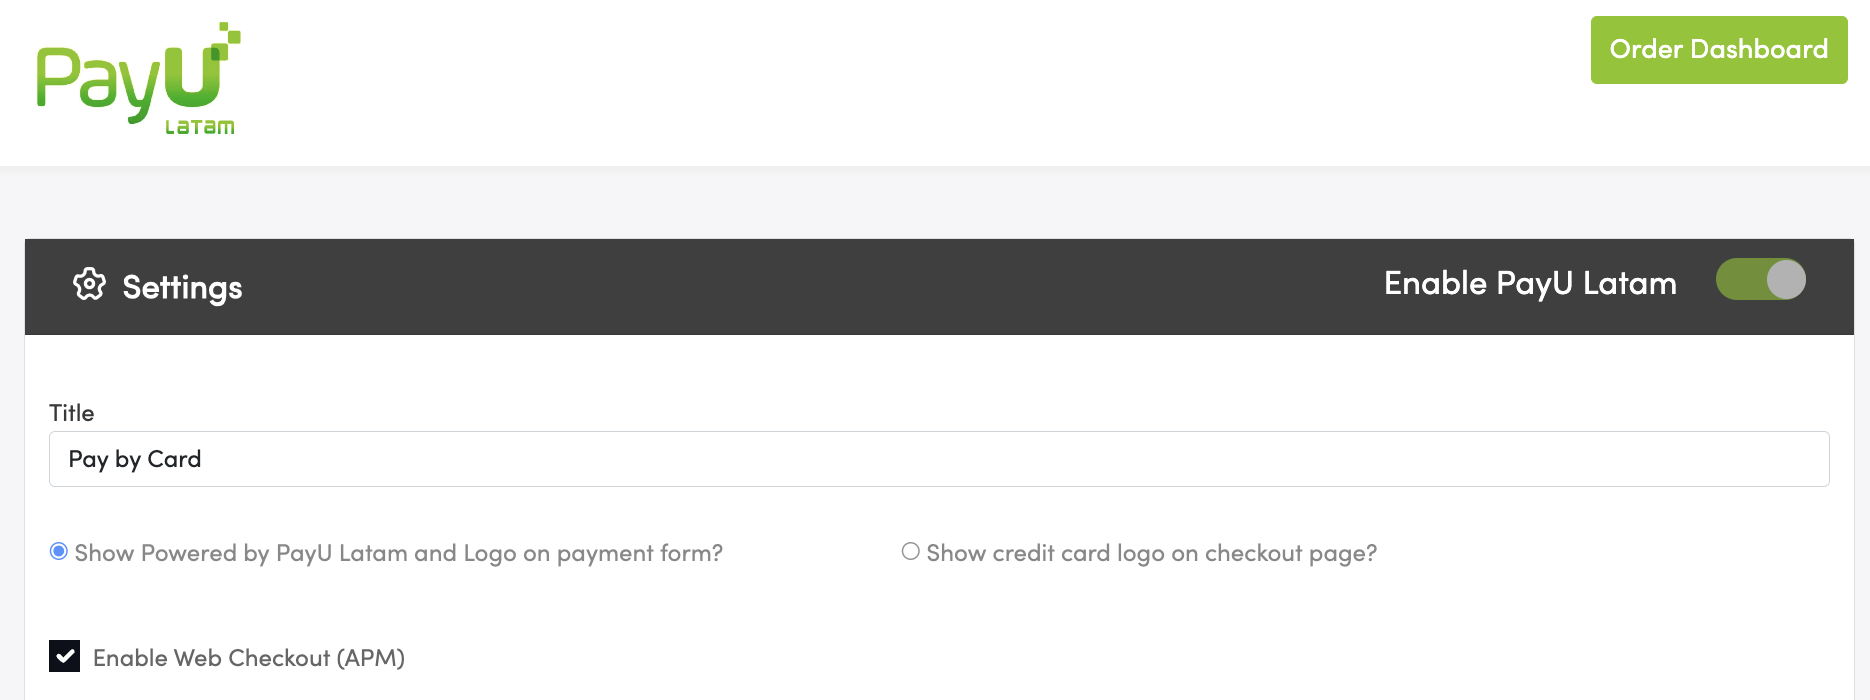 PayU
LATAM
Order Dashboard
Settings
Enable PayU Latam
Title
Pay by Card
Show Powered by PayU Latam and Logo on payment form?
Show credit card logo on checkout page?
Enable Web Checkout (APM)